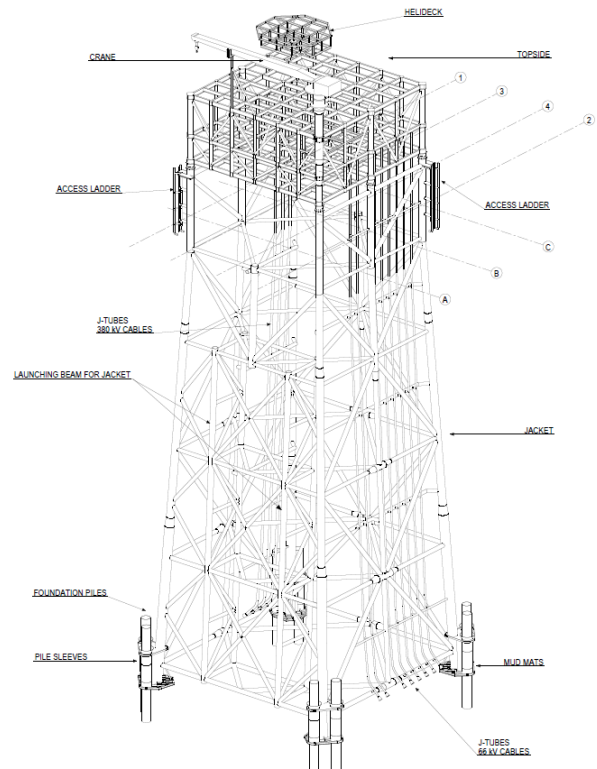 HELIDECK
CRANE
TOPSIDE
1
3
4
2
ACCESS LADDER
ACCESS LADDER
C
B
A
J-TUBES
380 kV CABLES
LAUNCHING BEAM FOR JACKET
JACKET
FOUNDATION PILES
PILE SLEEVES
MUD MATS
J-TUBES
66 kV CABLES